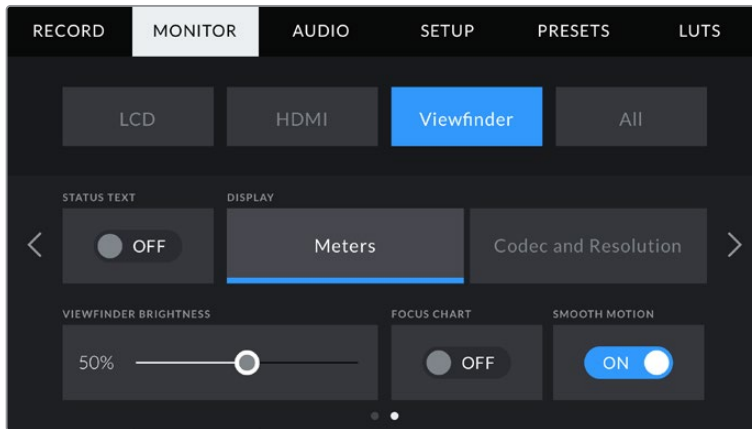 RECORD MONITOR AUDIO SETUP PRESETS LUTS
LCD HDMI Viewfinder All
STATUS TEXT DISPLAY
OFF Meters Codec and Resolution
VIEWFINDER BRIGHTNESS FOCUS CHART SMOOTH MOTION
50% OFF ON